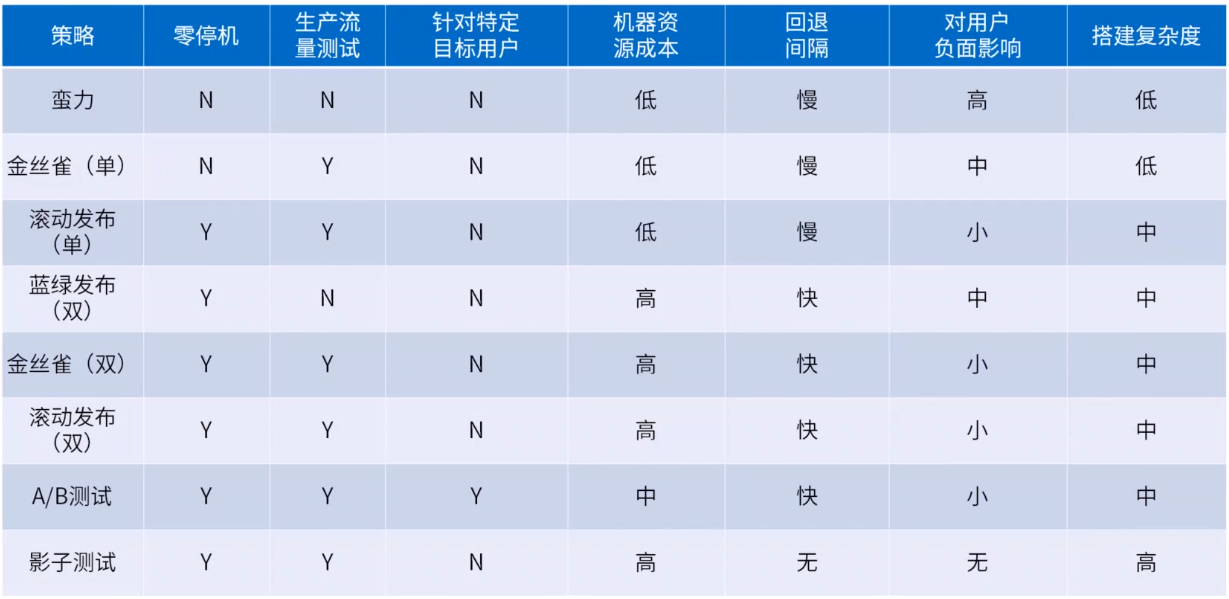 策略 零停机 生产流量测试 针对特定目标用户 机器资源成本 回退间隔 对用户负面影响 搭建复杂度
蛮力 N N N 低 慢 高 低
金丝雀（单） N Y N 低 慢 中 低
滚动发布（单） Y Y N 低 慢 小 中
蓝绿发布（双） Y N N 高 快 中 中
金丝雀（双） Y Y N 高 快 小 中
滚动发布（双） Y Y N 高 快 小 中
A/B测试 Y Y Y 中 快 小 中
影子测试 Y Y N 高 无 无 高